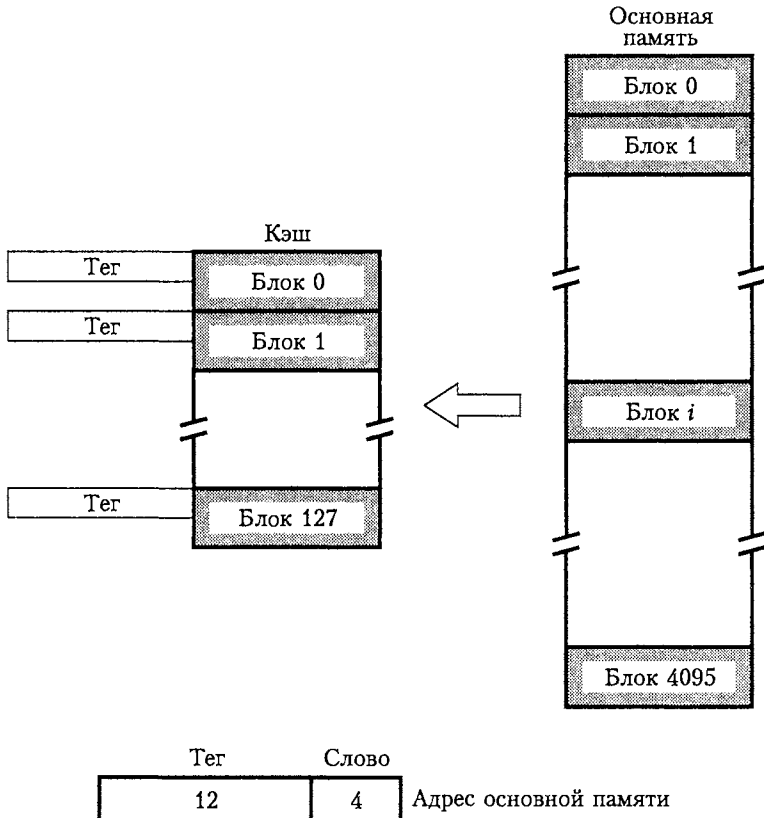 Основная
память
Блок 0
Блок 1
Кэш
Тег
Блок 0
Тег
Блок 1
Блок i
Тег
Блок 127
Блок 4095
Тег Слово
12 4 Адрес основной памяти